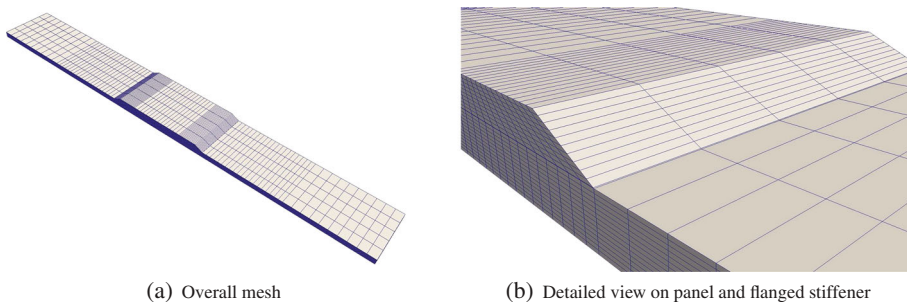 (a) Overall mesh
(b) Detailed view on panel and flanged stiffener